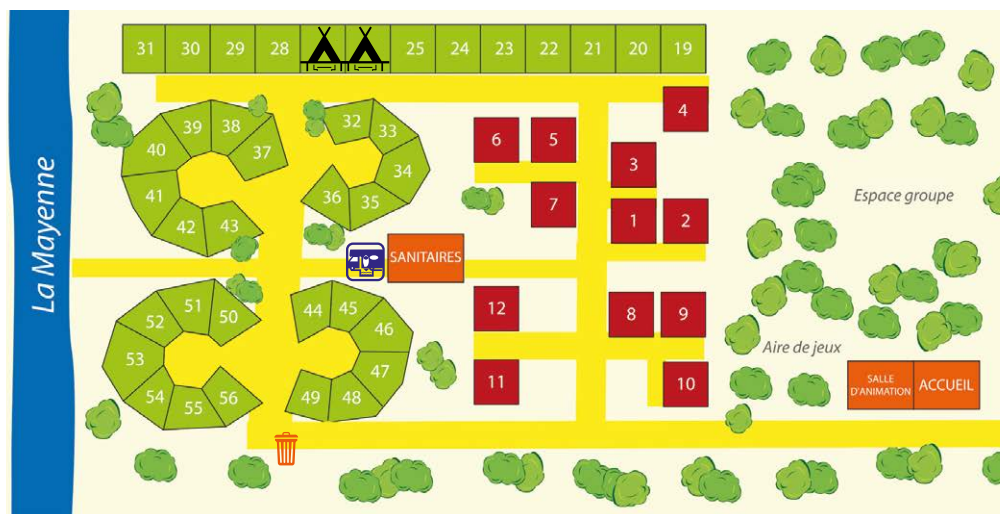 31 30 29 28 25 24 23 22 21 20 19
4
39 38 32 33
40 37 6 5
34 3
41 36 35 7
42 43 1 2
La Mayenne
Espace groupe
SANITAIRES
51 50 44 45 12 8 9
52 46
53 47
Aire de jeux
54 55 56 49 48 11 10
SALLE
D'ANIMATION
ACCUEIL